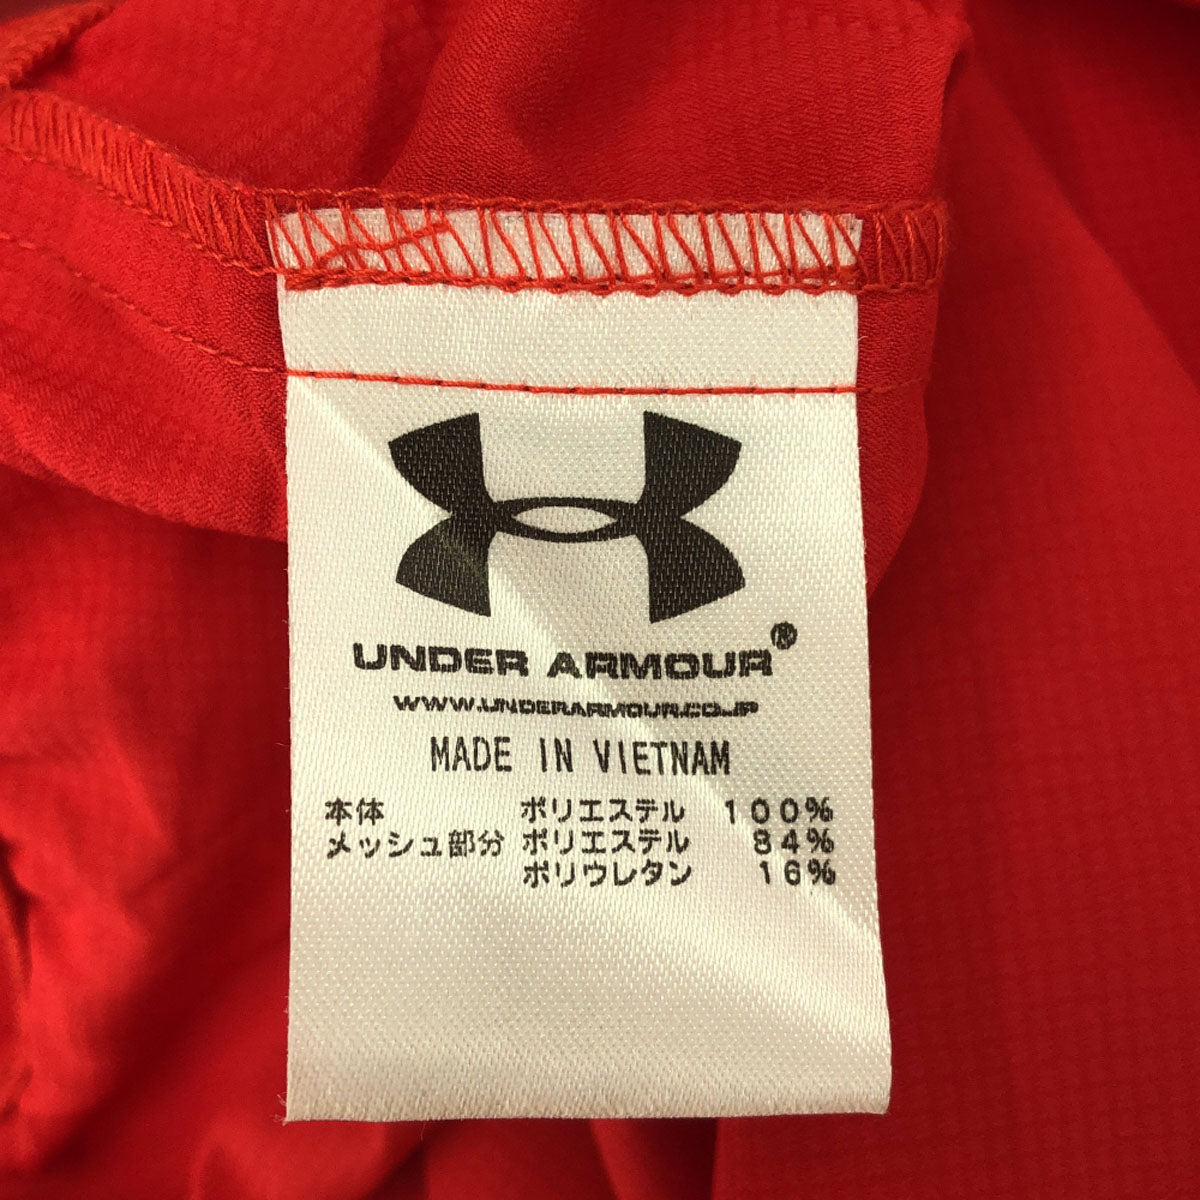 UNDER ARMOUR®
WWW.UNDERARMOUR.CO.JP
MADE IN VIETNAM
本体 ポリエステル 100%
メッシュ部分 ポリエステル 84%
ポリウレタン 16%